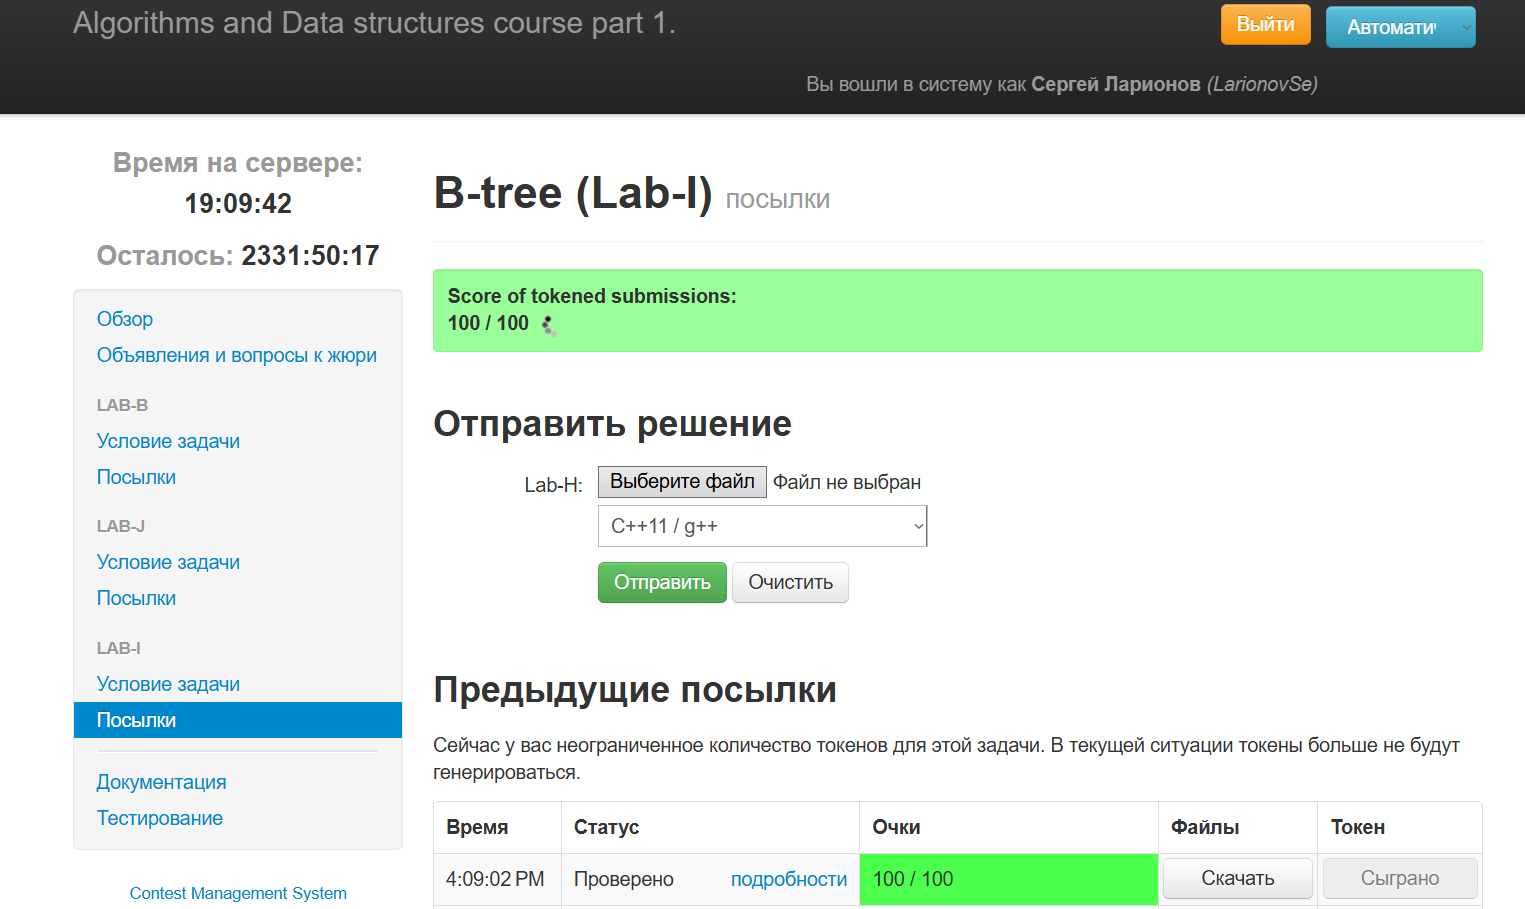 Algorithms and Data structures course part 1.
Выйти
Автомати
Вы вошли в систему как Сергей Ларионов (LarionovSe)
Время на сервере:
19:09:42
Осталось: 2331:50:17
Обзор
Объявления и вопросы к жюри
LAB-B
Условие задачи
Посылки
LAB-J
Условие задачи
Посылки
LAB-I
Условие задачи
Посылки
Документация
Тестирование
Contest Management System
B-tree (Lab-I) посылки
Score of tokened submissions:
100 / 100
Отправить решение
Lab-H: Выберите файл Файл не выбран
C++11 / g++
Отправить Очистить
Предыдущие посылки
Сейчас у вас неограниченное количество токенов для этой задачи. В текущей ситуации токены больше не будут
генерироваться.
Время Статус Очки Файлы Токен
4:09:02 PM Проверено подробности 100 / 100 Скачать Сыграно